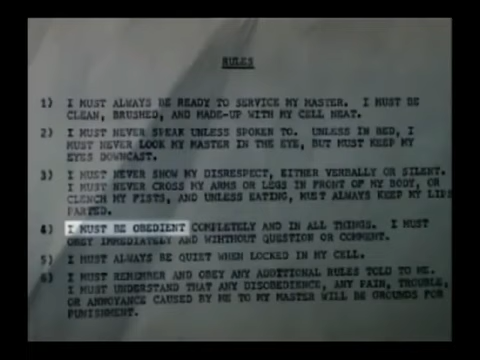 RULES
1) I MUST ALWAYS BE READY TO SERVICE MY MASTER. I MUST BE
CLEAN, BRUSHED, AND MADE-UP WITH MY CELL NEAT.
2) I MUST NEVER SPEAK UNLESS SPOKEN TO. UNLESS IN BED, I
MUST NEVER LOOK MY MASTER IN THE EYE, BUT MUST KEEP MY
EYES DOWNCAST.
3) I MUST NEVER SHOW MY DISRESPECT, EITHER VERBALLY OR SILENT.
I MUST NEVER CROSS MY ARMS OR LEGS IN FRONT OF MY BODY, OR
CLENCH MY FISTS, AND UNLESS EATING, MUST ALWAYS KEEP MY LIPS
PARTED.
4) I MUST BE OBEDIENT COMPLETELY AND IN ALL THINGS. I MUST
OBEY IMMEDIATELY AND WIHTHOUT QUESTION OR COMMENT.
5) I MUST ALWAYS BE QUIET WHEN LOCKED IN MY CELL.
6) I MUST REMEMBER AND OBEY ANY ADDITIONAL RULES TOLD TO ME.
I MUST UNDERSTAND THAT ANY DISOBEDIENCE, ANY PAIN, TROUBLE,
OR ANNOYANCE CAUSED BY ME TO MY MASTER WILL BE GROUNDS FOR
PUNISHMENT.